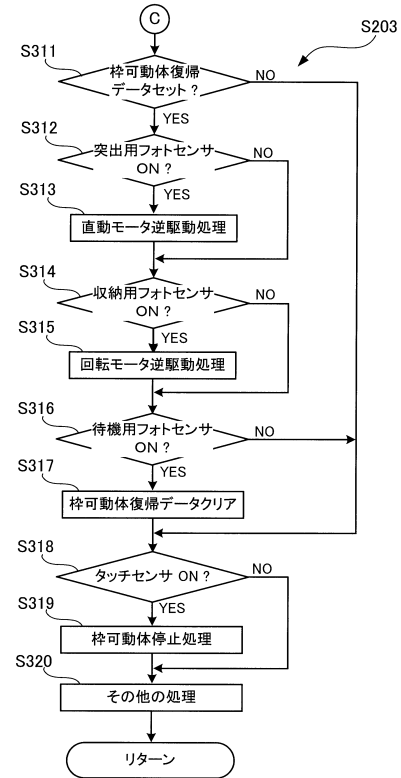 C
S203
S311
枠可動体復帰
データセット?
NO
YES
S312
突出用フォトセンサ
ON?
NO
YES
S313
直動モータ逆駆動処理
S314
収納用フォトセンサ
ON?
NO
YES
S315
回転モータ逆駆動処理
S316
待機用フォトセンサ
ON?
NO
YES
S317
枠可動体復帰データクリア
S318
タッチセンサ ON?
NO
YES
S319
枠可動体停止処理
S320
その他の処理
リターン